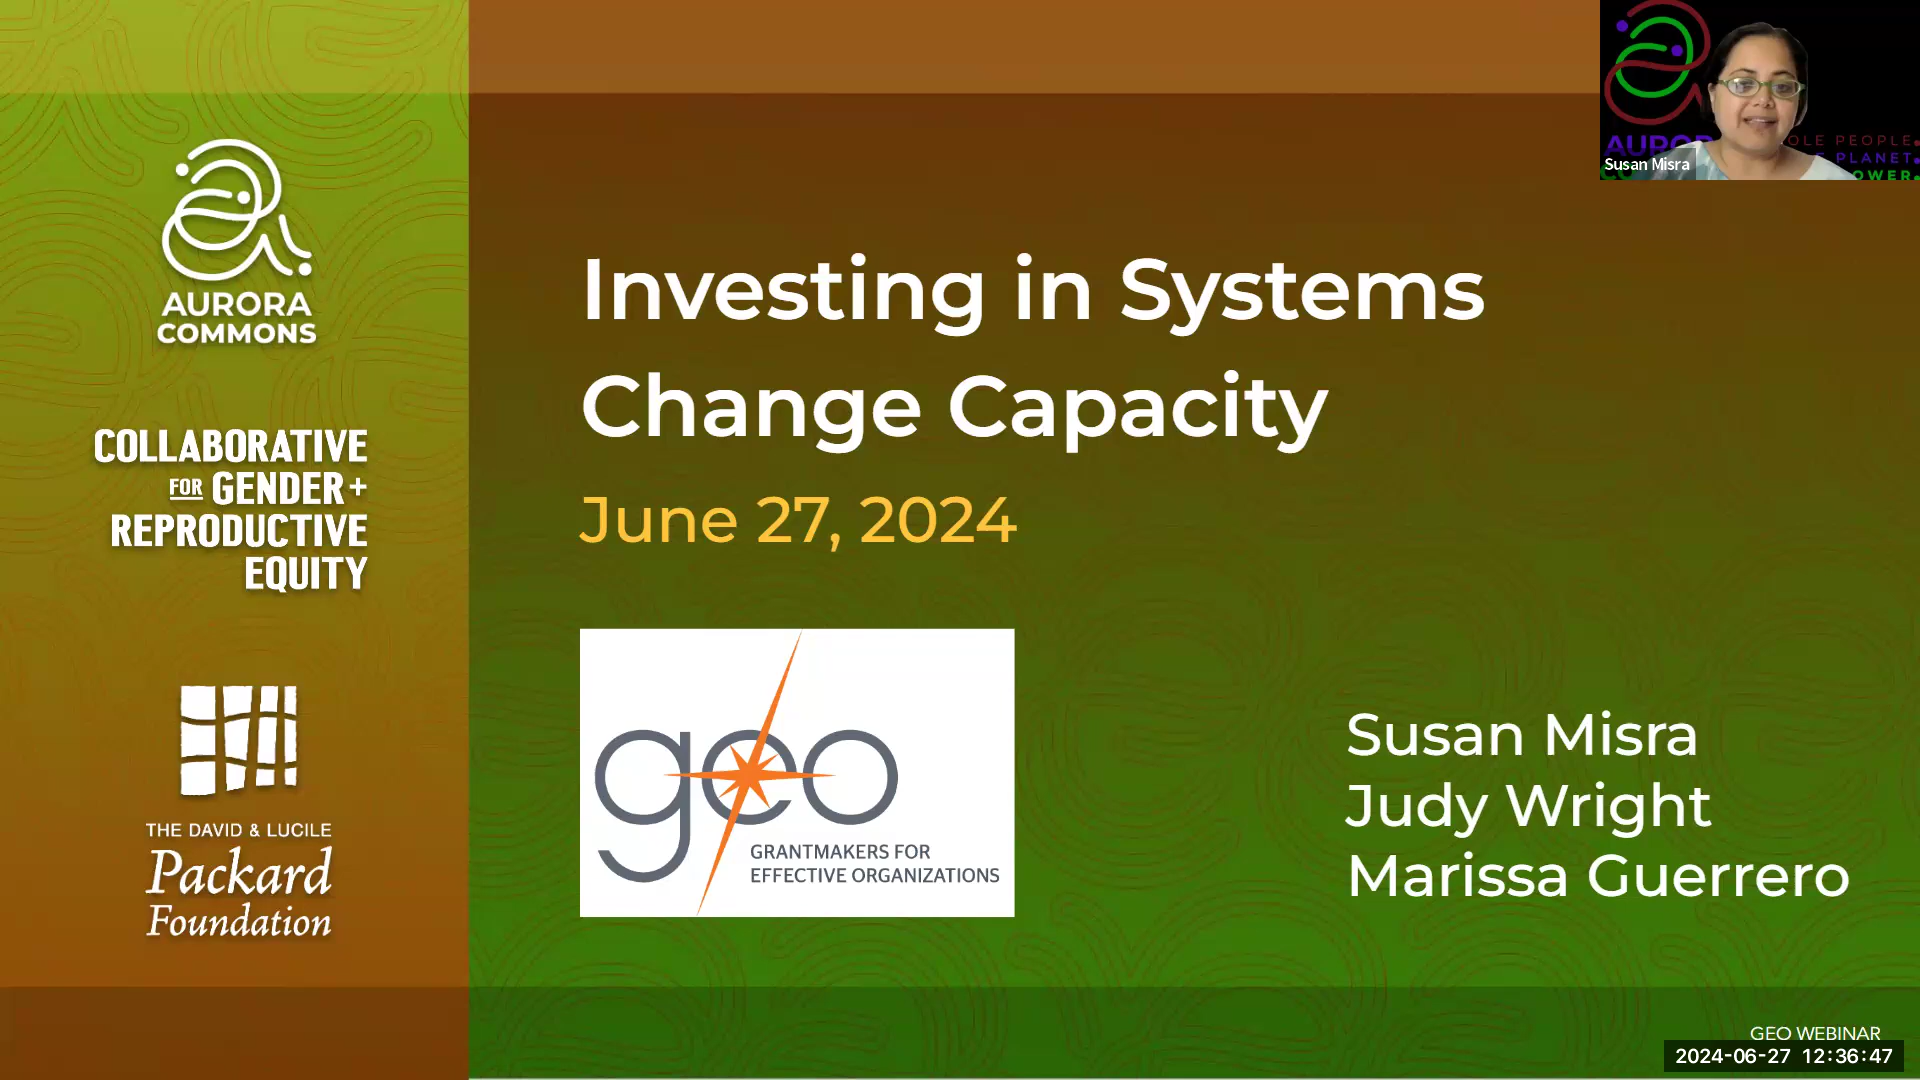 AURORA
COMMONS
COLLABORATIVE
FOR GENDER+
REPRODUCTIVE
EQUITY
THE DAVID & LUCILE
Packard
Foundation
Investing in Systems
Change Capacity
June 27, 2024
geo
GRANTMAKERS FOR
EFFECTIVE ORGANIZATIONS
Susan Misra
Judy Wright
Marissa Guerrero
PEOPLE.
PLANET.
Susan Misra
GEO WEBINAR
2024-06-27 12:36:47